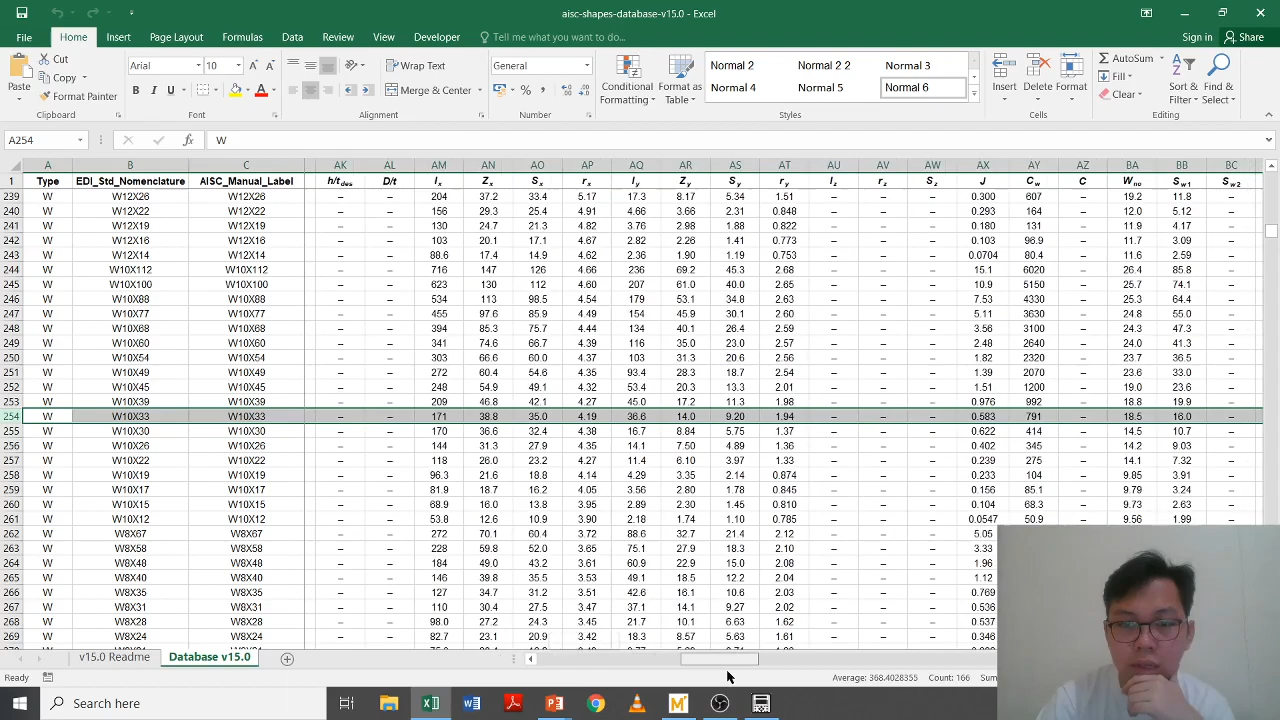 aisc-shapes-database-v15.0 - Excel
File Home Insert Page Layout Formulas Data Review View Developer Tell me what you want to do... Sign in Share
Cut
Copy
Format Painter
Paste
Clipboard
Arial 10
Font
Wrap Text
Merge & Center
Alignment
General
Number
Conditional Formatting
Format as Table
Normal 2 Normal 2 2 Normal 3
Normal 4 Normal 5 Normal 6
Styles
Insert Delete Format
Cells
AutoSum
Fill
Clear
Sort & Filter
Find & Select
Editing
A254 W
A B C AK AL AM AN AO AP AQ AR AS AT AU AV AW AX AY AZ BA BB BC
1 Type EDI_Std_Nomenclature AISC_Manual_Label h/tdes D/t Ix Zx Sx rx Iy Zy Sy ry Iz rz Sz J Cw C Wno Sw1 Sw2
239 W W12X26 W12X26 – – 204 37.2 33.4 5.17 17.3 8.17 5.34 1.51 – – – 0.300 607 – 19.2 11.8 –
240 W W12X22 W12X22 – – 156 29.3 25.4 4.91 4.66 3.66 2.31 0.848 – – – 0.293 164 – 12.0 5.12 –
241 W W12X19 W12X19 – – 130 24.7 21.3 4.82 3.76 2.98 1.88 0.822 – – – 0.180 131 – 11.9 4.17 –
242 W W12X16 W12X16 – – 103 20.1 17.1 4.67 2.82 2.26 1.41 0.773 – – – 0.103 96.9 – 11.7 3.09 –
243 W W12X14 W12X14 – – 88.6 17.4 14.9 4.62 2.36 1.90 1.19 0.753 – – – 0.0704 80.4 – 11.6 2.59 –
244 W W10X112 W10X112 – – 716 147 126 4.66 236 69.2 45.3 2.68 – – – 15.1 6020 – 26.4 85.8 –
245 W W10X100 W10X100 – – 623 130 112 4.60 207 61.0 40.0 2.65 – – – 10.9 5150 – 25.7 74.1 –
246 W W10X88 W10X88 – – 534 113 98.5 4.54 179 53.1 34.8 2.63 – – – 7.53 4330 – 25.3 64.4 –
247 W W10X77 W10X77 – – 455 97.6 85.9 4.49 154 45.9 30.1 2.60 – – – 5.11 3630 – 24.8 55.0 –
248 W W10X68 W10X68 – – 394 85.3 75.7 4.44 134 40.1 26.4 2.59 – – – 3.56 3100 – 24.3 47.3 –
249 W W10X60 W10X60 – – 341 74.6 66.7 4.39 116 35.0 23.0 2.57 – – – 2.48 2640 – 24.0 41.3 –
250 W W10X54 W10X54 – – 303 66.6 60.0 4.37 103 31.3 20.6 2.56 – – – 1.82 2320 – 23.7 36.5 –
251 W W10X49 W10X49 – – 272 60.4 54.6 4.35 93.4 28.3 18.7 2.54 – – – 1.39 2070 – 23.6 33.0 –
252 W W10X45 W10X45 – – 248 54.9 49.1 4.32 53.4 20.3 13.3 2.01 – – – 1.51 1200 – 19.0 23.6 –
253 W W10X39 W10X39 – – 209 46.8 42.1 4.27 45.0 17.2 11.3 1.98 – – – 0.976 992 – 18.8 19.9 –
254 W W10X33 W10X33 – – 171 38.8 35.0 4.19 36.6 14.0 9.20 1.94 – – – 0.583 791 – 18.5 16.0 –
255 W W10X30 W10X30 – – 170 36.6 32.4 4.38 16.7 8.84 5.75 1.37 – – – 0.622 414 – 14.5 10.7 –
256 W W10X26 W10X26 – – 144 31.3 27.9 4.35 14.1 7.50 4.89 1.36 – – – 0.402 345 – 14.2 9.03 –
257 W W10X22 W10X22 – – 118 26.0 23.2 4.27 11.4 6.10 3.97 1.33 – – – 0.239 275 – 14.1 7.32 –
258 W W10X19 W10X19 – – 96.3 21.6 18.8 4.14 4.29 3.35 2.14 0.874 – – – 0.233 104 – 9.85 3.91 –
259 W W10X17 W10X17 – – 81.9 18.7 16.2 4.05 3.56 2.80 1.78 0.845 – – – 0.156 85.1 – 9.79 3.24 –
260 W W10X15 W10X15 – – 68.9 16.0 13.8 3.95 2.89 2.30 1.45 0.810 – – – 0.104 68.3 – 9.73 2.63 –
261 W W10X12 W10X12 – – 53.8 12.6 10.9 3.90 2.18 1.74 1.10 0.785 – – – 0.0547 50.9 – 9.56 1.99 –
262 W W8X67 W8X67 – – 272 70.1 60.4 3.72 88.6 32.7 21.4 2.12 – – – 5.05
263 W W8X58 W8X58 – – 228 59.8 52.0 3.65 75.1 27.9 18.3 2.10 – – – 3.33
264 W W8X48 W8X48 – – 184 49.0 43.2 3.61 60.9 22.9 15.0 2.08 – – – 1.96
265 W W8X40 W8X40 – – 146 39.8 35.5 3.53 49.1 18.5 12.2 2.04 – – – 1.12
266 W W8X35 W8X35 – – 127 34.7 31.2 3.51 42.6 16.1 10.6 2.03 – – – 0.769
267 W W8X31 W8X31 – – 110 30.4 27.5 3.47 37.1 14.1 9.27 2.02 – – – 0.536
268 W W8X28 W8X28 – – 98.0 27.2 24.3 3.45 21.7 10.1 6.63 1.62 – – – 0.537
269 W W8X24 W8X24 – – 82.7 23.1 20.9 3.42 18.3 8.57 5.63 1.61 – – – 0.346
v15.0 Readme Database v15.0
Ready Average: 368.4028355 Count: 166
Type here to search